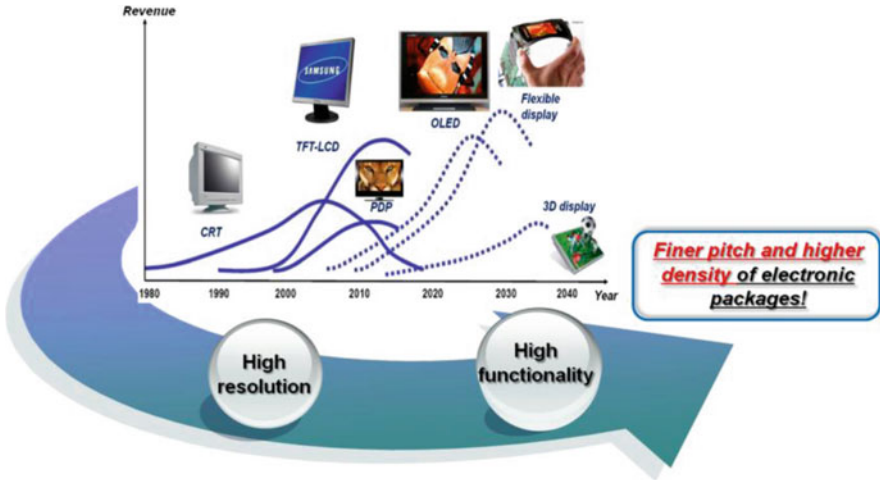 Revenue
SAMSUNG
TFT-LCD
OLED
Flexible
display
CRT
PDP
3D display
1980
1990
2000
2010
2020
2030
2040
Year
Finer pitch and higher
density of electronic
packages!
High
resolution
High
functionality